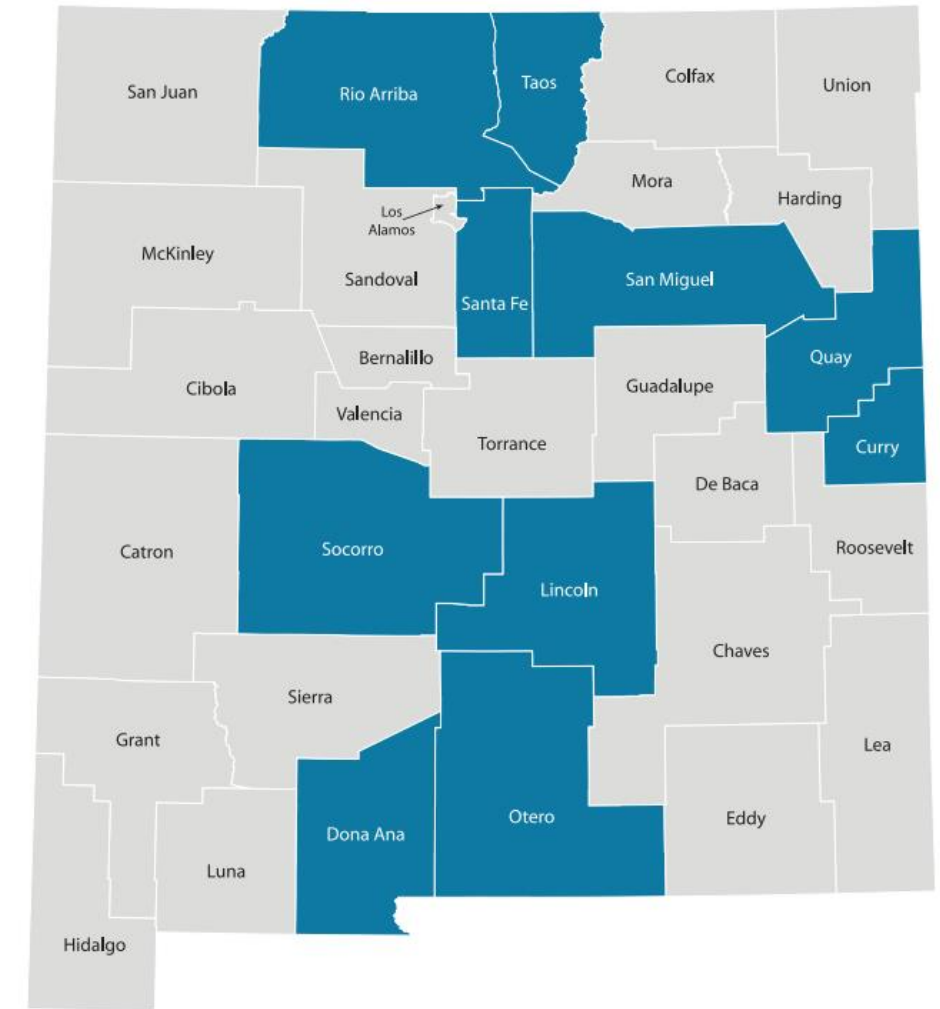 San Juan
Rio Arriba
Taos
Colfax
Union
Mora
Harding
Los
Alamos
McKinley
Sandoval
Santa Fe
San Miguel
Quay
Bernalillo
Cibola
Valencia
Guadalupe
Torrance
Curry
De Baca
Catron
Socorro
Roosevelt
Lincoln
Chaves
Sierra
Grant
Lea
Dona Ana
Otero
Eddy
Luna
Hidalgo